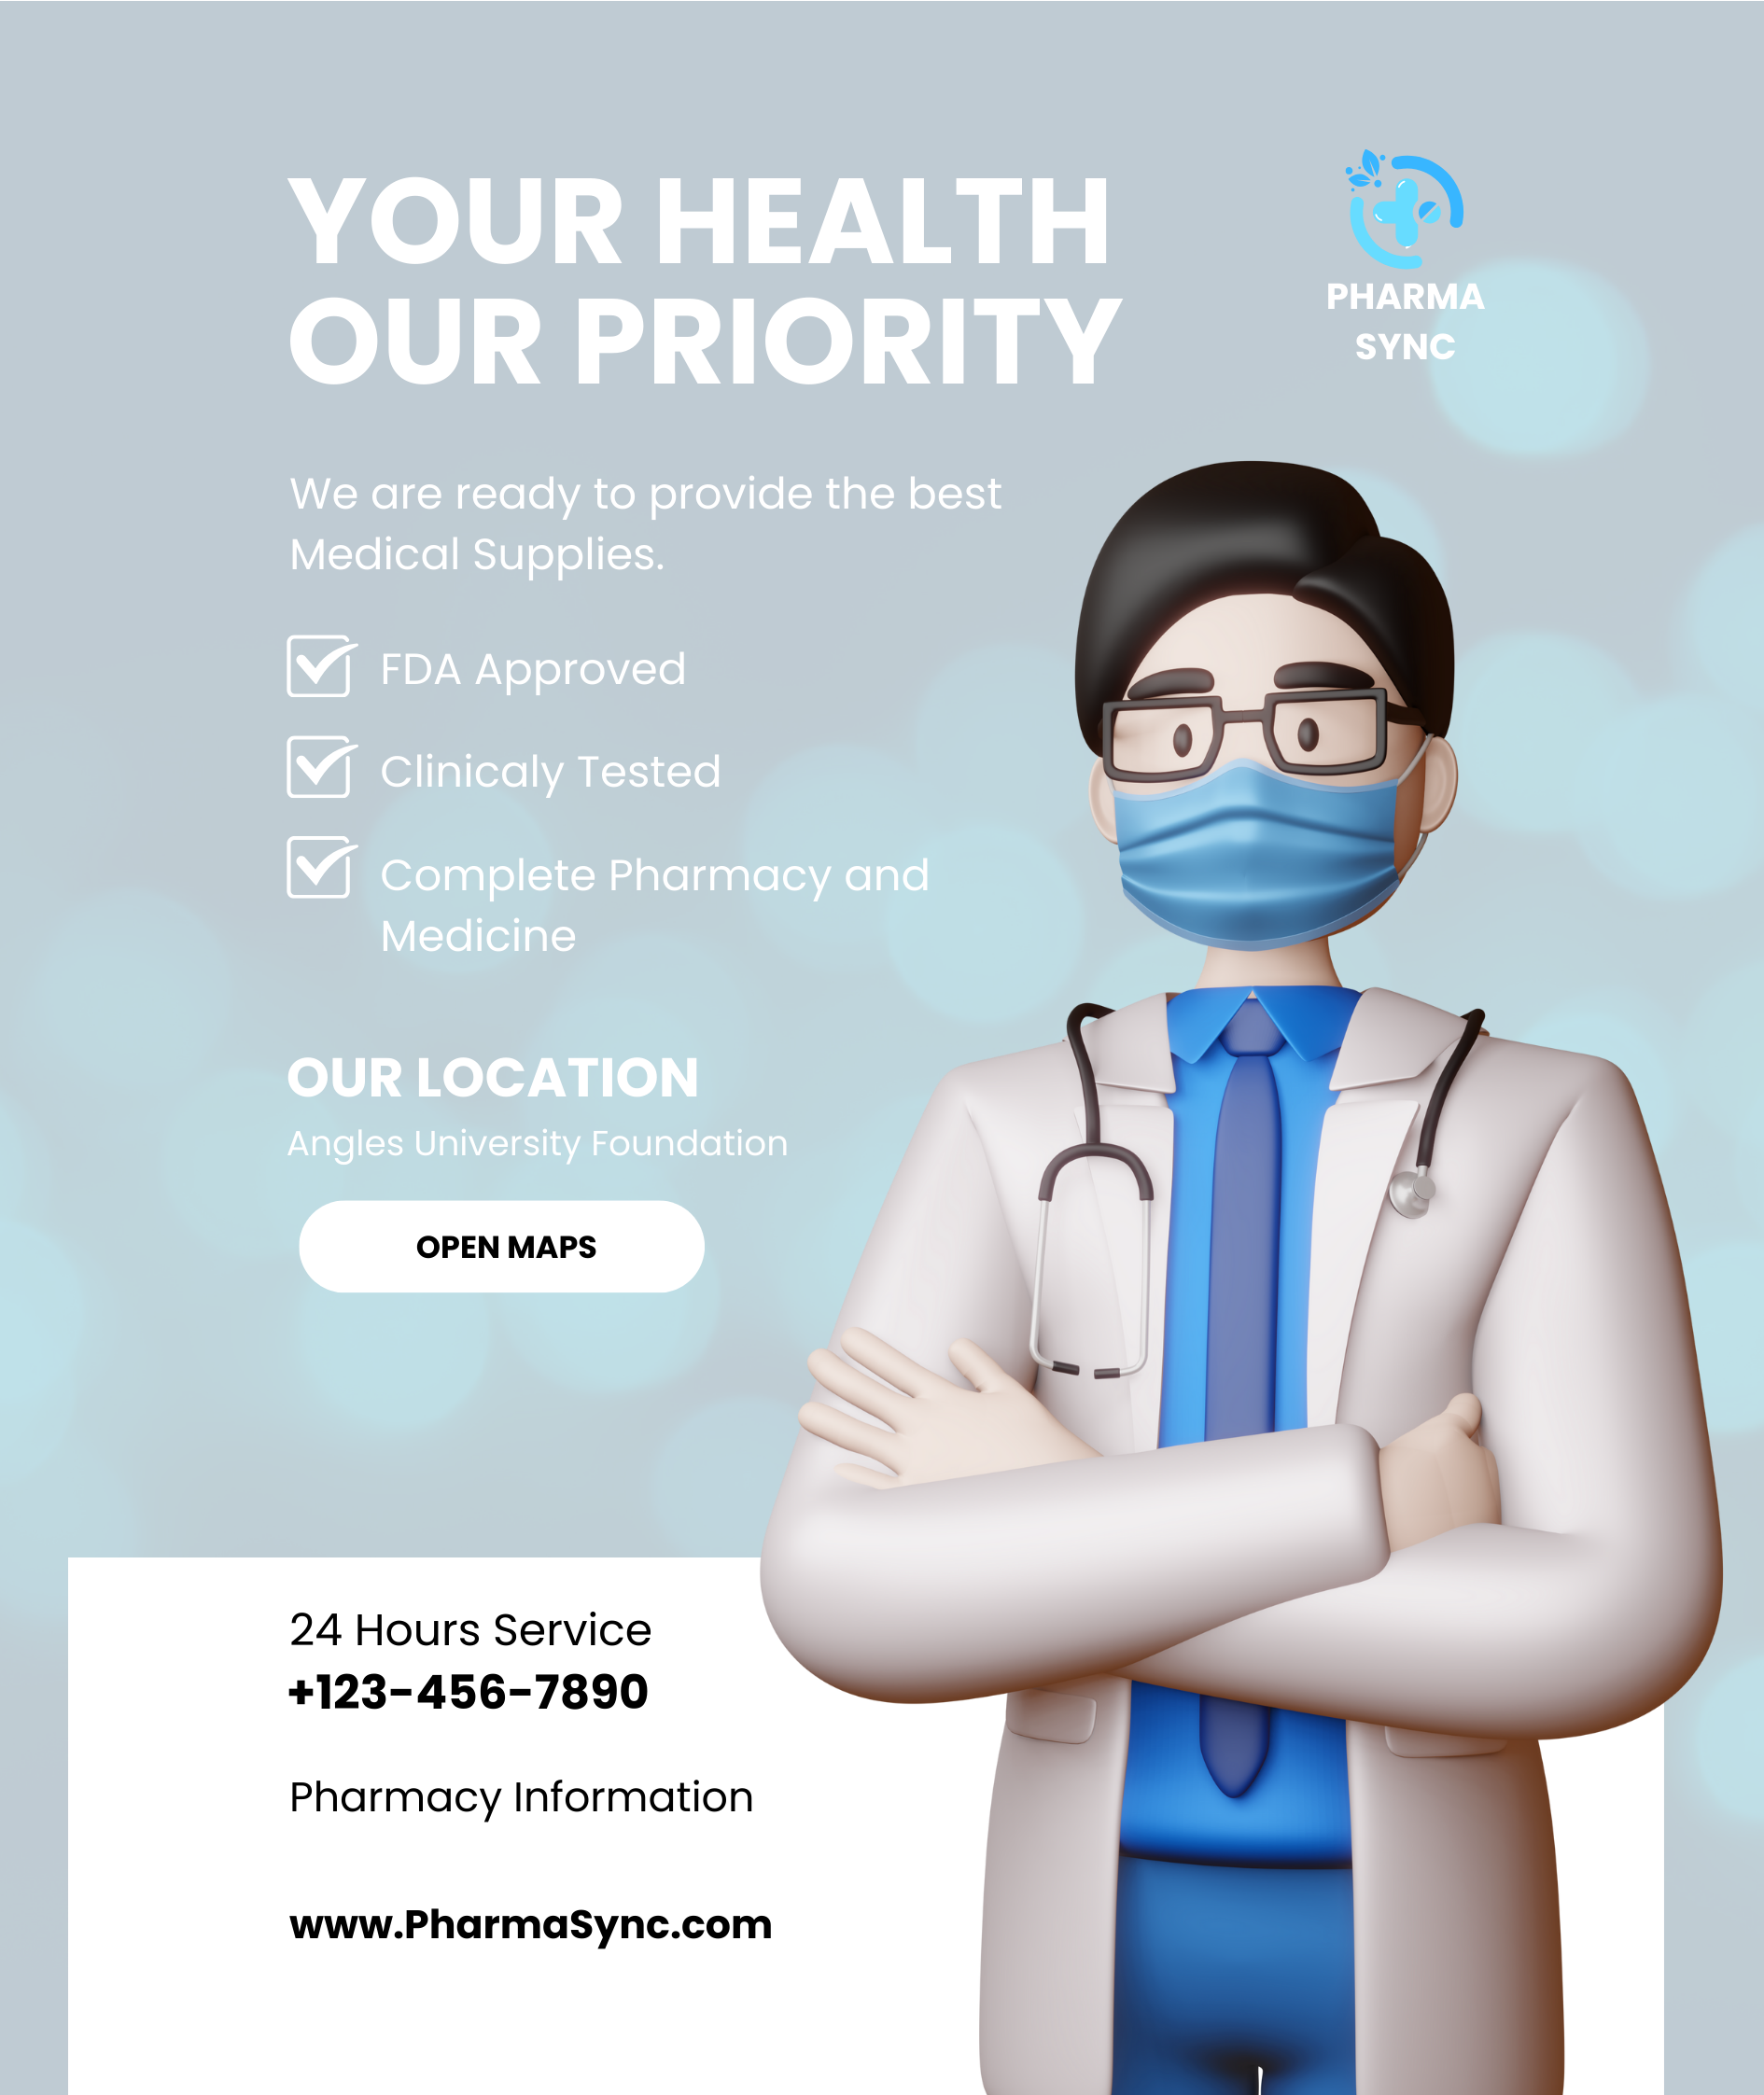 YOUR HEALTH
OUR PRIORITY
PHARMA
SYNC
We are ready to provide the best
Medical Supplies.
FDA Approved
Clinicaly Tested
Complete Pharmacy and
Medicine
OUR LOCATION
Angles University Foundation
OPEN MAPS
24 Hours Service
+123-456-7890
Pharmacy Information
www.PharmaSync.com